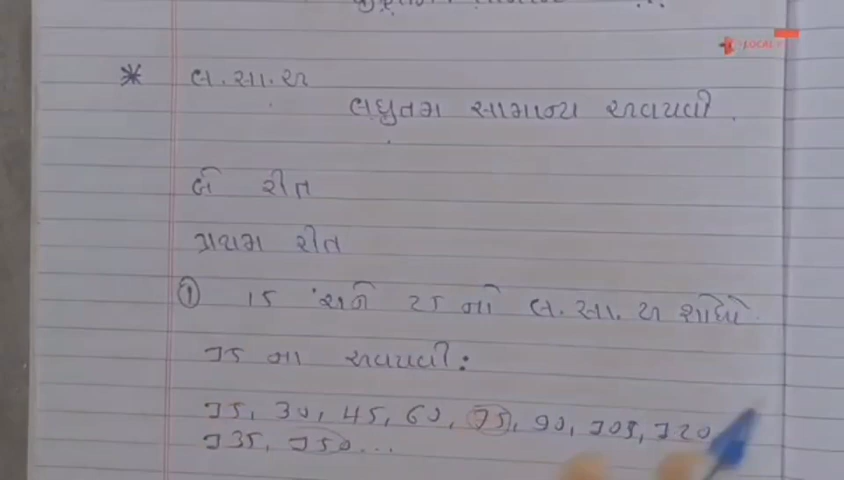 * લ.સા.અ
લઘુતમ સામાન્ય અવયવી.
બે રીત
પ્રથમ રીત
① 15 અને 25 નો લ.સા.અ શોધો.
15 ના અવયવી:
15, 30, 45, 60, 75, 90, 105, 120
135, 150...